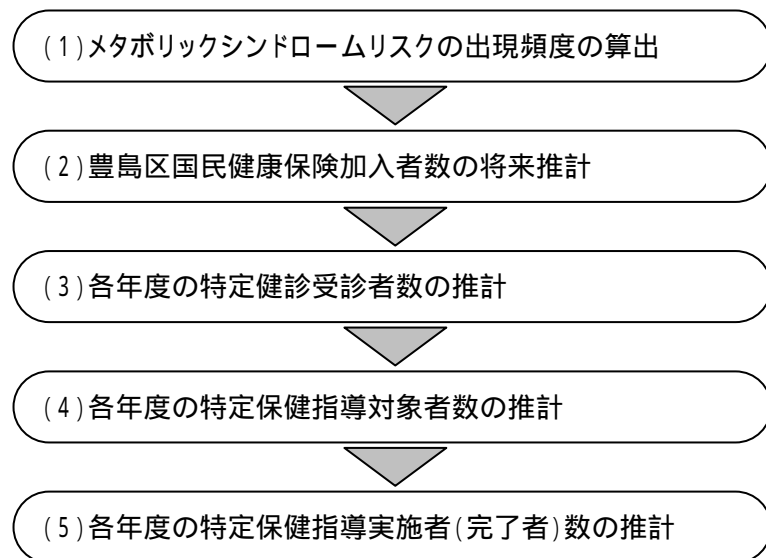 (1)メタボリックシンドロームリスクの出現頻度の算出
(2)豊島区国民健康保険加入者数の将来推計
(3)各年度の特定健診受診者数の推計
(4)各年度の特定保健指導対象者数の推計
(5)各年度の特定保健指導実施者(完了者)数の推計